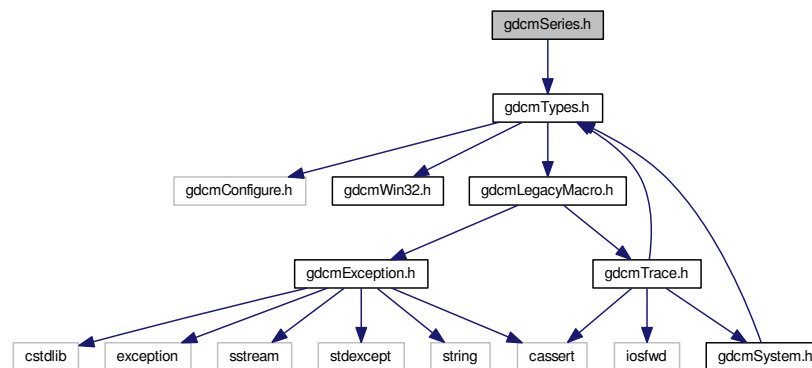 gdcmSeries.h
gdcmTypes.h
gdcmConfigure.h
gdcmWin32.h
gdcmLegacyMacro.h
gdcmException.h
gdcmTrace.h
cstdlib
exception
sstream
stdexcept
string
cassert
iosfwd
gdcmSystem.h